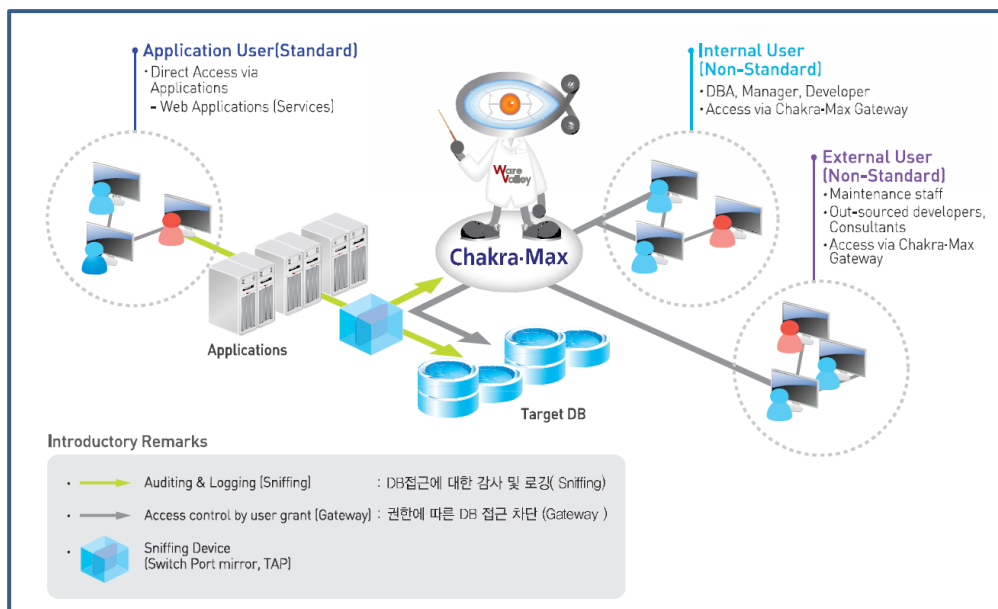 Application User(Standard)
·Direct Access via
Applications
- Web Applications (Services)
Internal User
(Non-Standard)
·DBA, Manager, Developer
·Access via Chakra-Max Gateway
External User
(Non-Standard)
·Maintenance staff
·Out-sourced developers,
Consultants
·Access via Chakra-Max
Gateway
Ware
Valley
Chakra·Max
Applications
Target DB
Introductory Remarks
· Auditing & Logging (Sniffing) : DB접근에 대한 감사 및 로깅( Sniffing)
· Access control by user grant (Gateway) : 권한에 따른 DB 접근 차단 (Gateway )
· Sniffing Device
(Switch Port mirror, TAP)